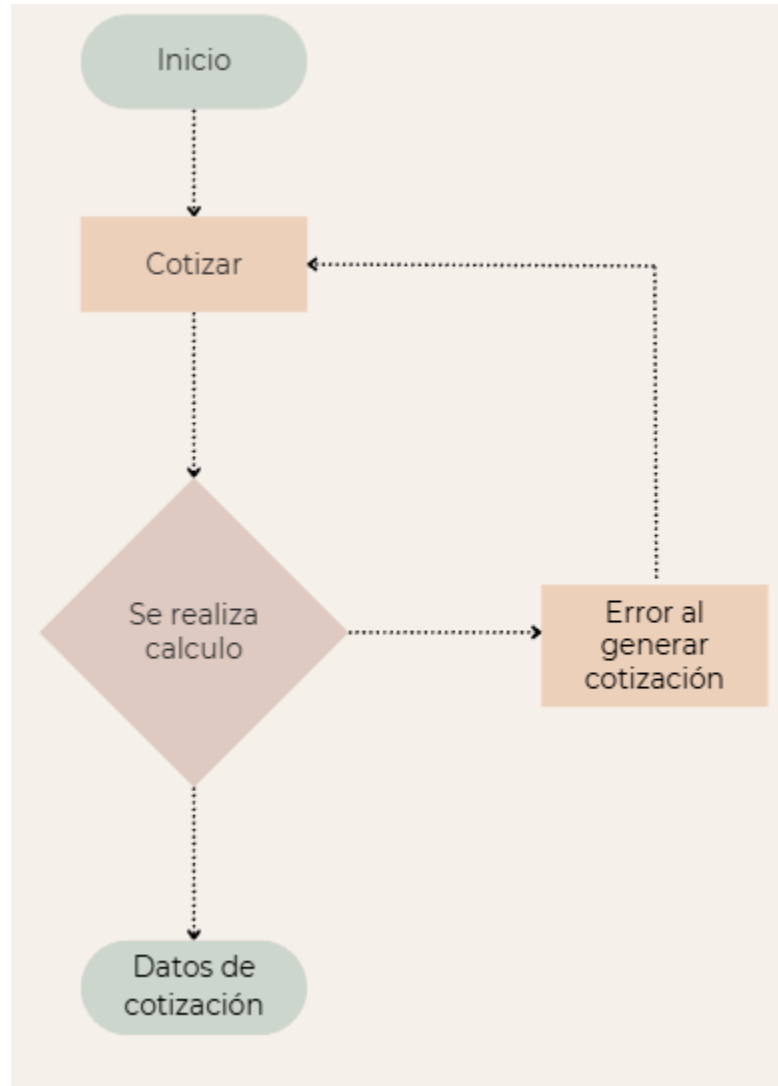 Inicio
Cotizar
Se realiza
calculo
Error al
generar
cotización
Datos de
cotización